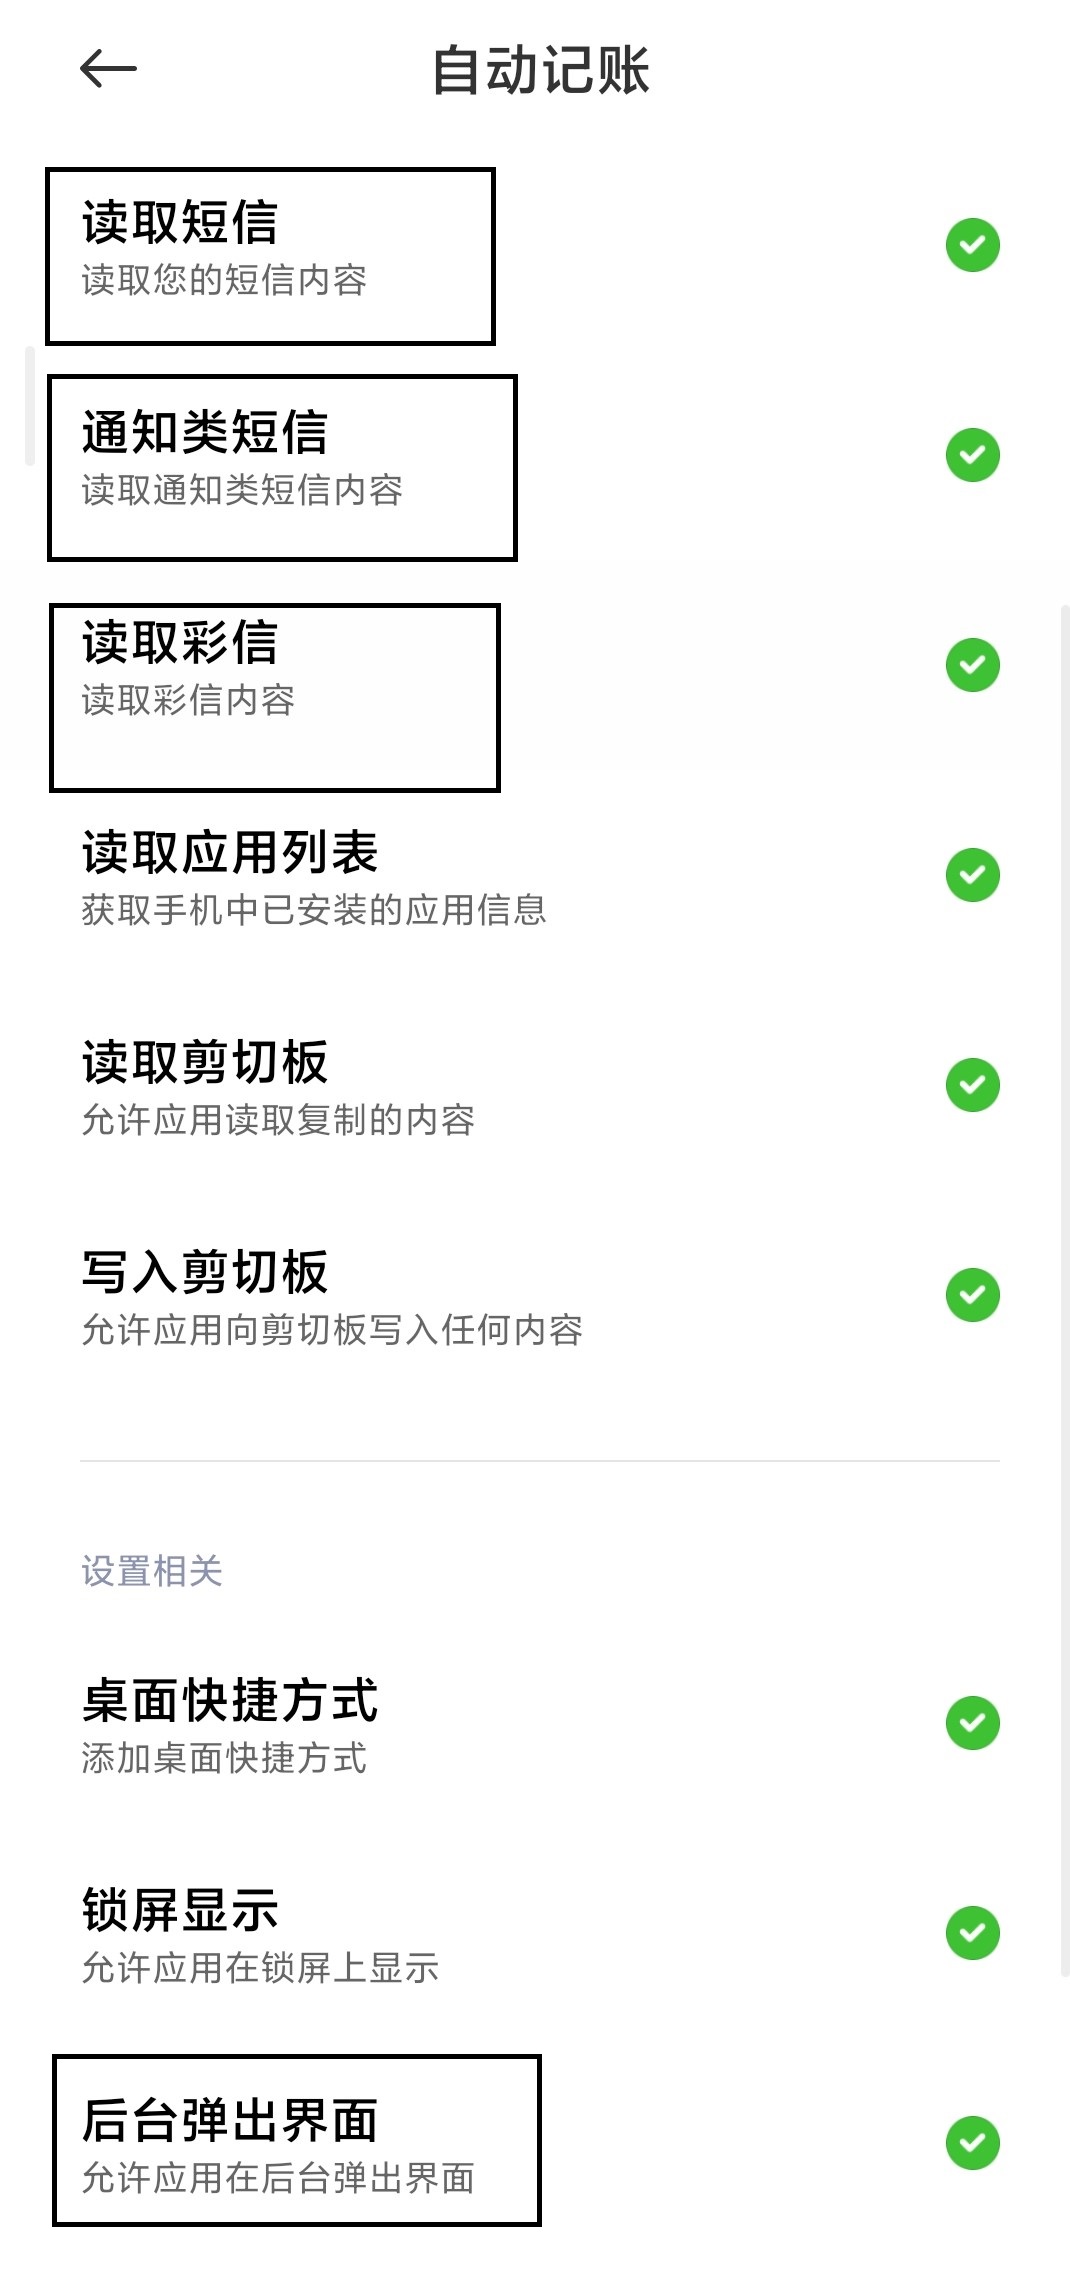 自动记账
读取短信
读取您的短信内容
通知类短信
读取通知类短信内容
读取彩信
读取彩信内容
读取应用列表
获取手机中已安装的应用信息
读取剪切板
允许应用读取复制的内容
写入剪切板
允许应用向剪切板写入任何内容
设置相关
桌面快捷方式
添加桌面快捷方式
锁屏显示
允许应用在锁屏上显示
后台弹出界面
允许应用在后台弹出界面